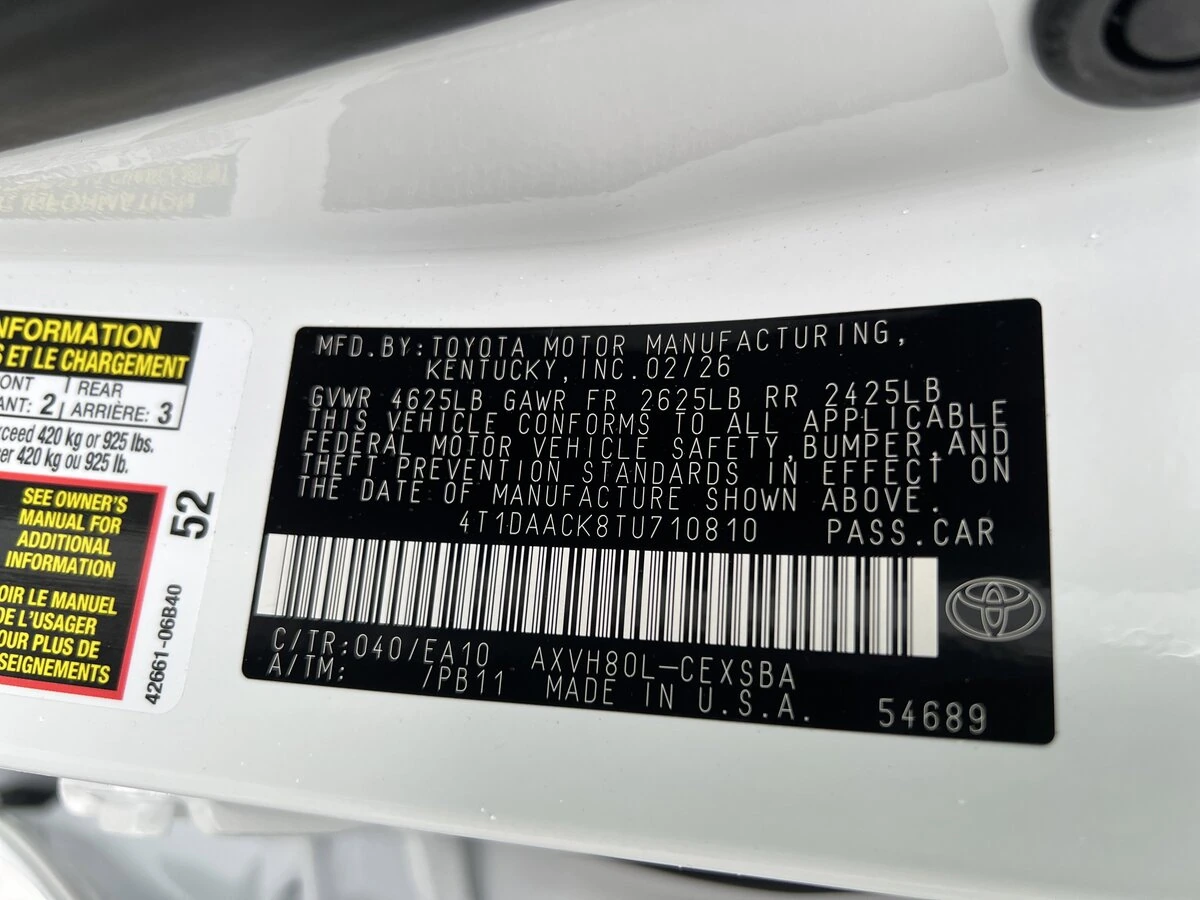 NFORMATION
S ET LE CHARGEMENT
ONT 2 REAR 3
ANT: ARRIÈRE:
xceed 420 kg or 925 lbs.
er 420 kg ou 925 lb.
SEE OWNER'S
MANUAL FOR
ADDITIONAL
INFORMATION
OIR LE MANUEL
DE L'USAGER
OUR PLUS DE
SEIGNEMENTS
52
42661-06B40
MFD.BY:TOYOTA MOTOR MANUFACTURING,
KENTUCKY,INC.02/26
GVWR 4625LB GAWR FR 2625LB RR 2425LB
THIS VEHICLE CONFORMS TO ALL APPLICABLE
FEDERAL MOTOR VEHICLE SAFETY,BUMPER,AND
THEFT PREVENTION STANDARDS IN EFFECT ON
THE DATE OF MANUFACTURE SHOWN ABOVE.
4T1DAACK8TU710810 PASS.CAR
C/TR:040/EA10 AXVH80L-CEXSBA
A/TM: /PB11 MADE IN U.S.A. 54689